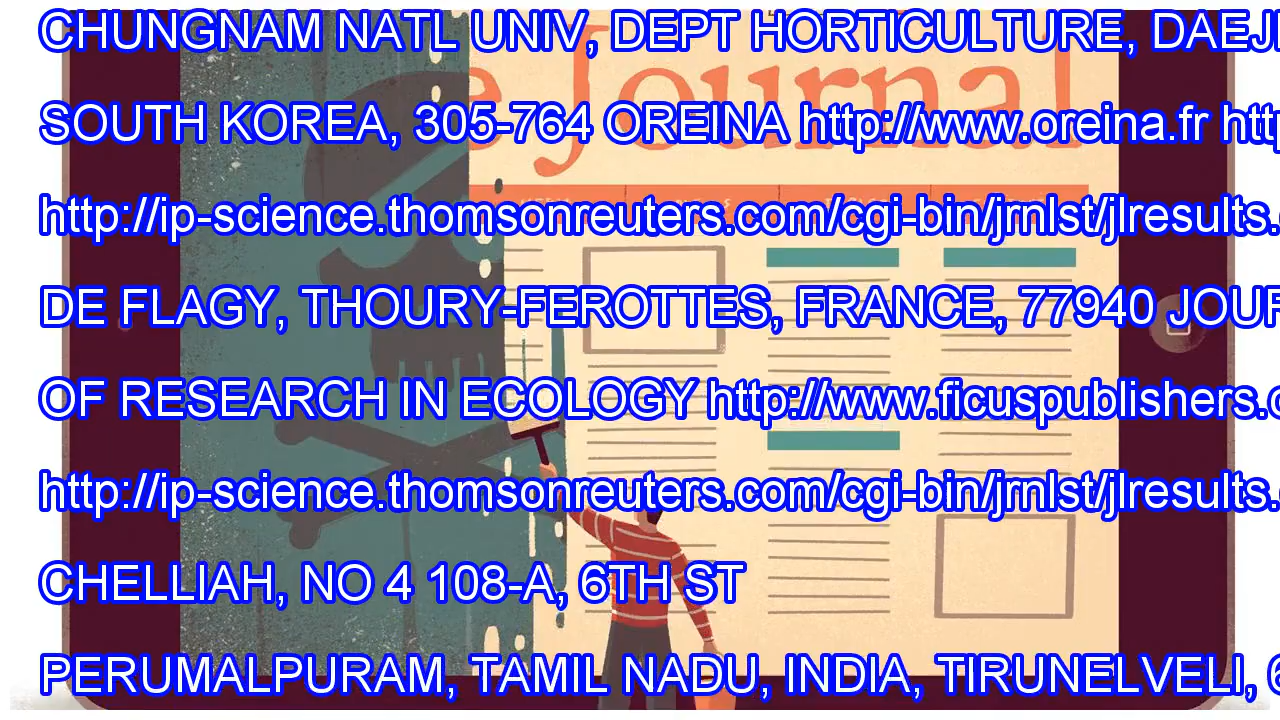 CHUNGNAM NATL UNIV, DEPT HORTICULTURE,
SOUTH KOREA, 305-764 OREINA http://www.oreina.fr
http://ip-science.thomsonreuters.com/cgi-bin/jrnlst/jlresults.
DE FLAGY, THOURY-FEROTTES, FRANCE, 77940
OF RESEARCH IN ECOLOGY http://www.ficuspublishers.
http://ip-science.thomsonreuters.com/cgi-bin/jrnlst/jlresults.
CHELLIAH, NO 4 108-A, 6TH ST
PERUMALPURAM, TAMIL NADU, INDIA, TIRUNELVELI,
e Journal